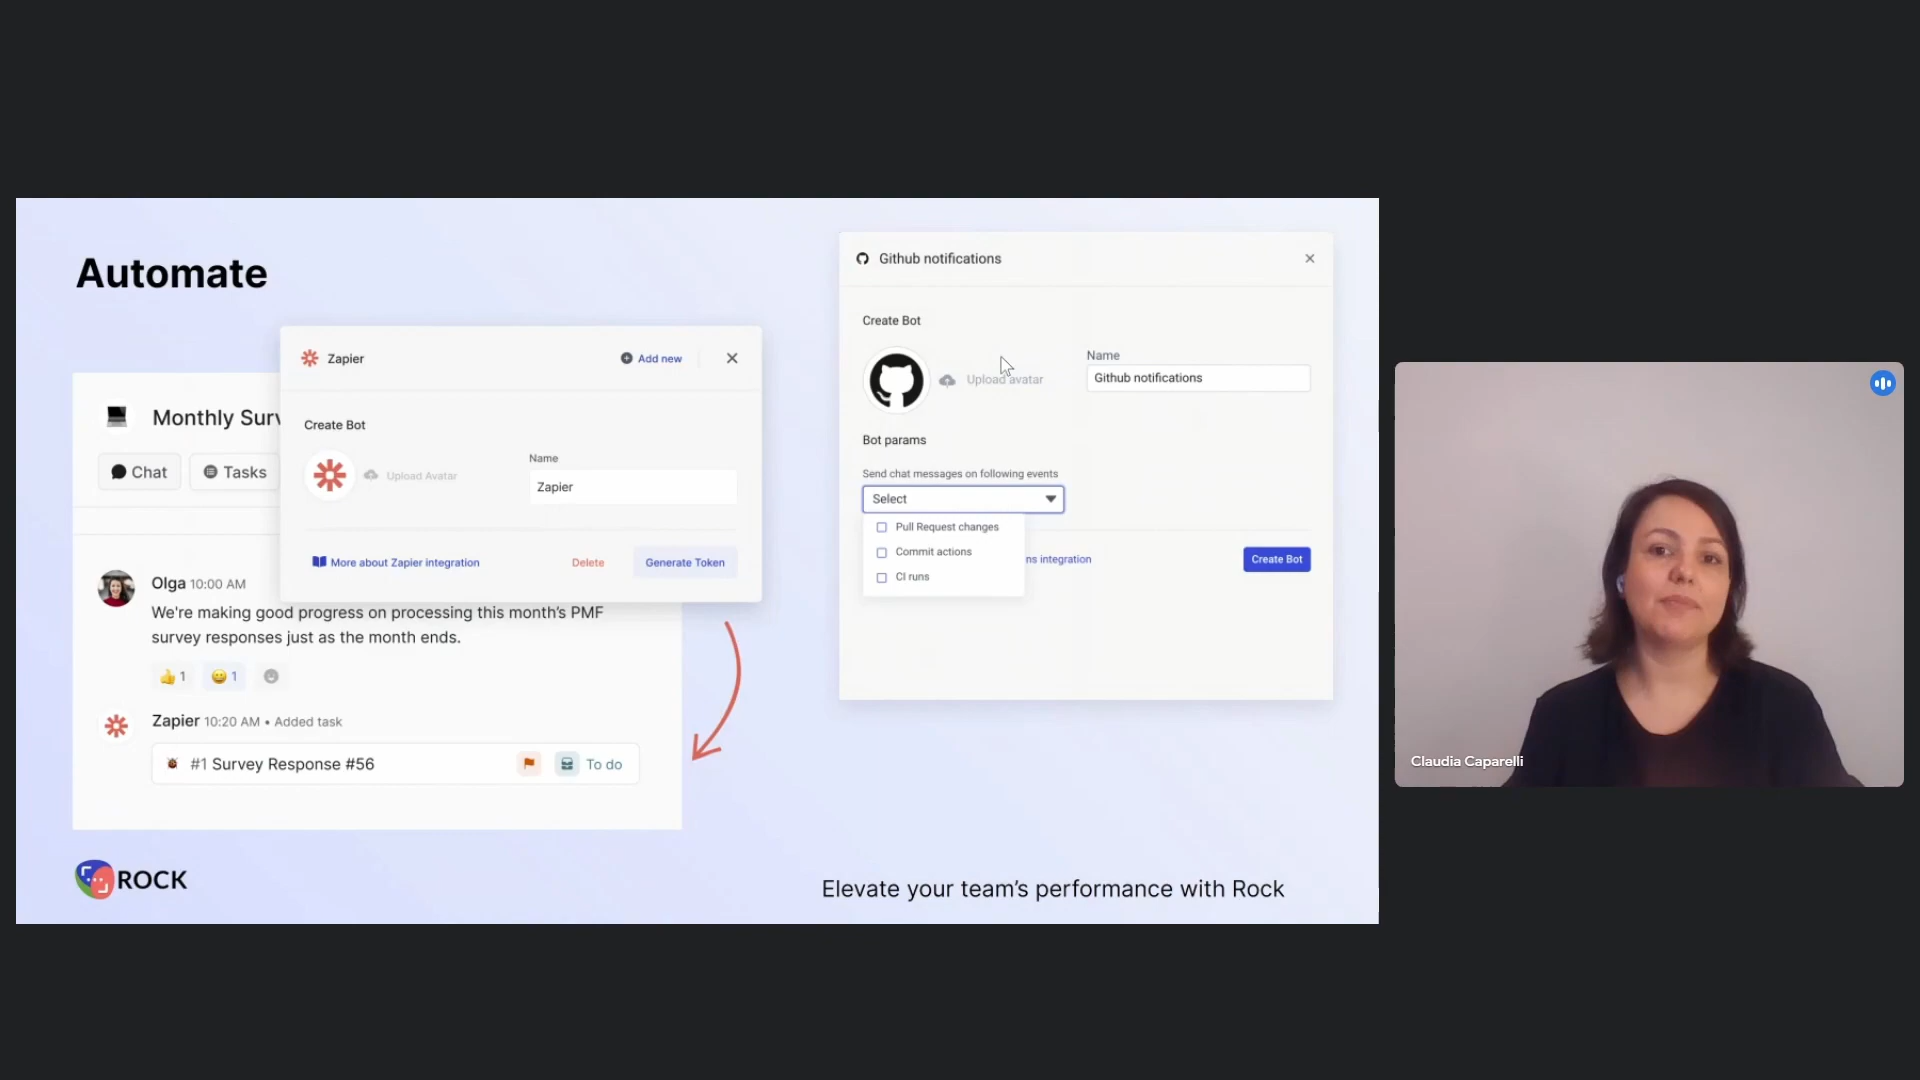 Automate
Monthly Surv
Chat
Tasks
Olga 10:00 AM
We're making good progress on processing this month's PMF
survey responses just as the month ends.
👍 1
😀 1
Zapier 10:20 AM • Added task
#1 Survey Response #56
To do
Zapier
Add new
Create Bot
Upload Avatar
Name
Zapier
More about Zapier integration
Delete
Generate Token
Github notifications
Create Bot
Upload avatar
Name
Github notifications
Bot params
Send chat messages on following events
Select
Pull Request changes
Commit actions
CI runs
ns integration
Create Bot
ROCK
Elevate your team's performance with Rock
Claudia Caparelli